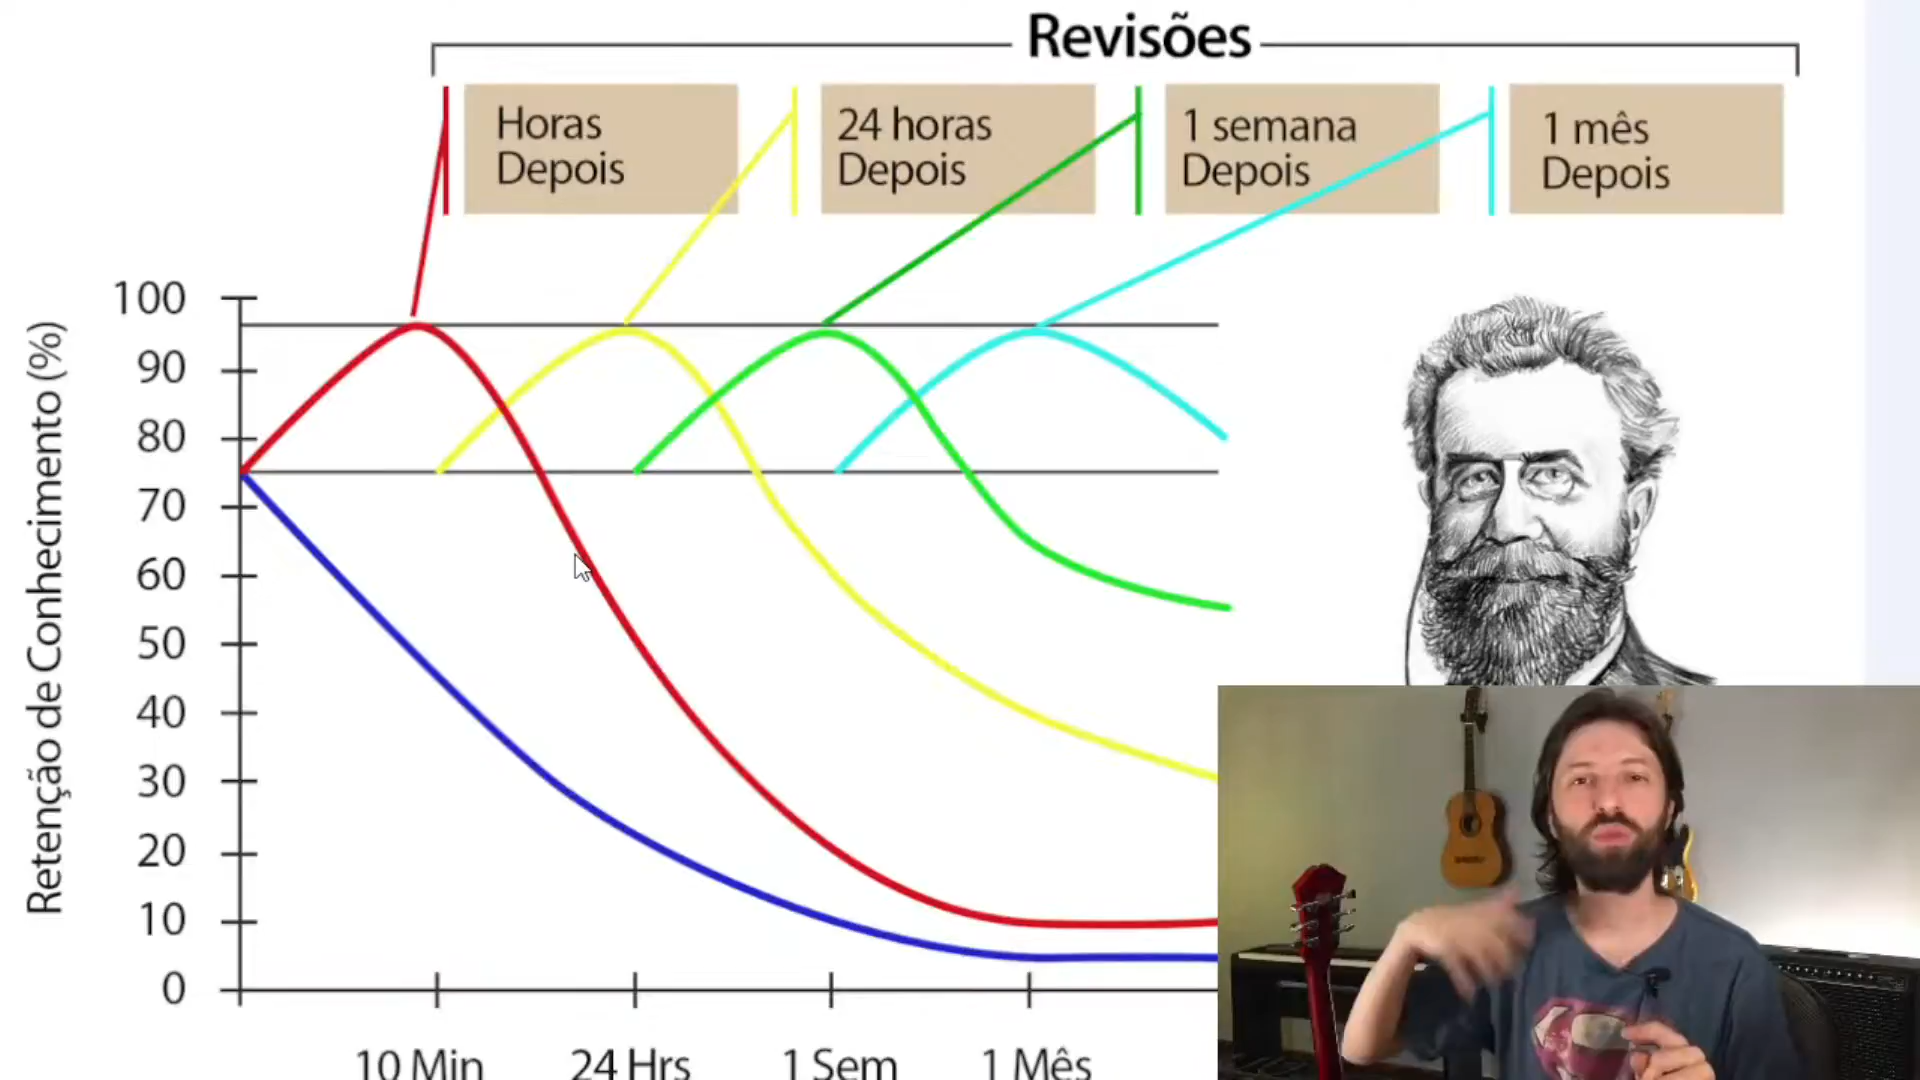 Revisões
Horas
Depois
24 horas
Depois
1 semana
Depois
1 mês
Depois
Retenção de Conhecimento (%)
100
90
80
70
60
50
40
30
20
10
0
10 Min
24 Hrs
1 Sem
1 Mês